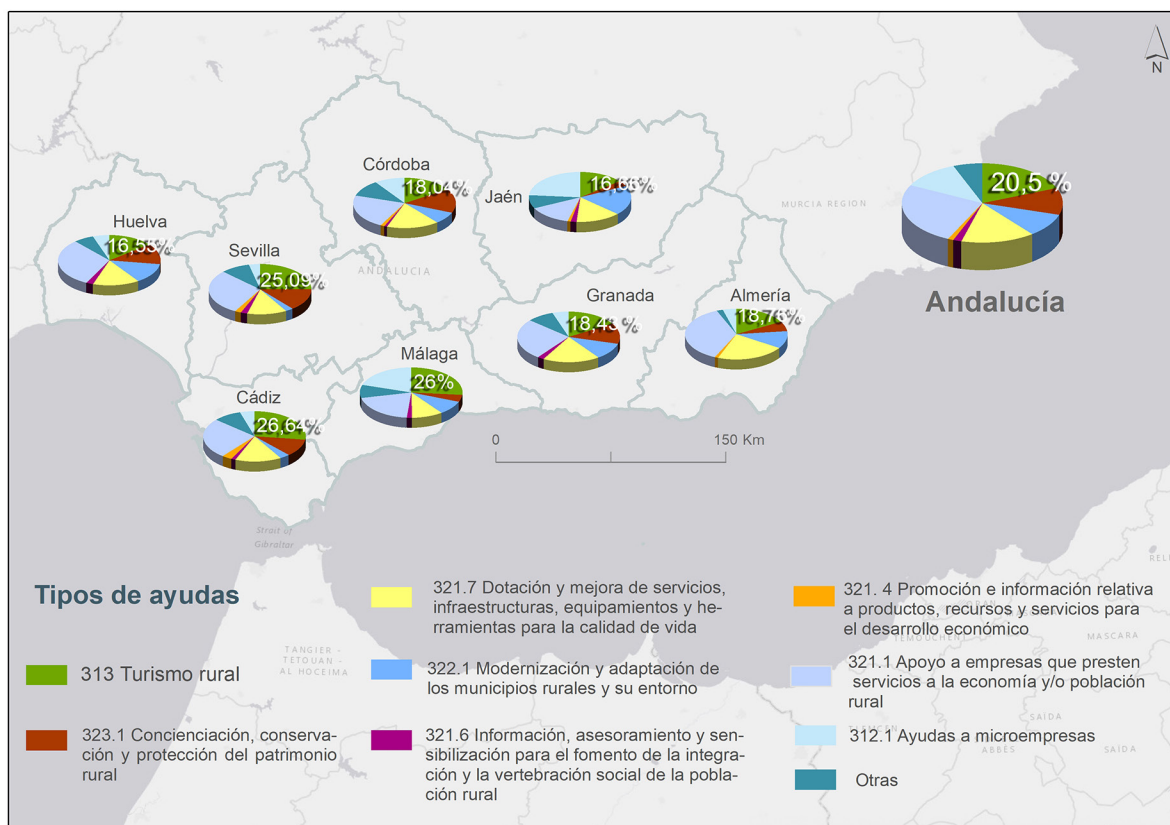 N
MURCIA REGION
Córdoba
18,04%
Jaén
16,66%
20,5 %
Huelva
16,55%
Sevilla
25,09%
ANDALUCIA
Granada
18,43 %
Almería
18,76%
Andalucía
Málaga
26%
Cádiz
26,64%
0
150 Km
Strait of
Gibraltar
Tipos de ayudas
313 Turismo rural
323.1 Concienciación, conserva-
ción y protección del patrimonio
rural
321.7 Dotación y mejora de servicios,
infraestructuras, equipamientos y he-
rramientas para la calidad de vida
322.1 Modernización y adaptación de
los municipios rurales y su entorno
321.6 Información, asesoramiento y sen-
sibilización para el fomento de la integra-
ción y la vertebración social de la pobla-
ción rural
321. 4 Promoción e información relativa
a productos, recursos y servicios para
el desarrollo económico
321.1 Apoyo a empresas que presten
servicios a la economía y/o población
rural
312.1 Ayudas a microempresas
Otras
TANGIER -
TETOUAN -
AL HOCEIMA
MASCARA
SAÏDA
ABBÈS
SAÏDA